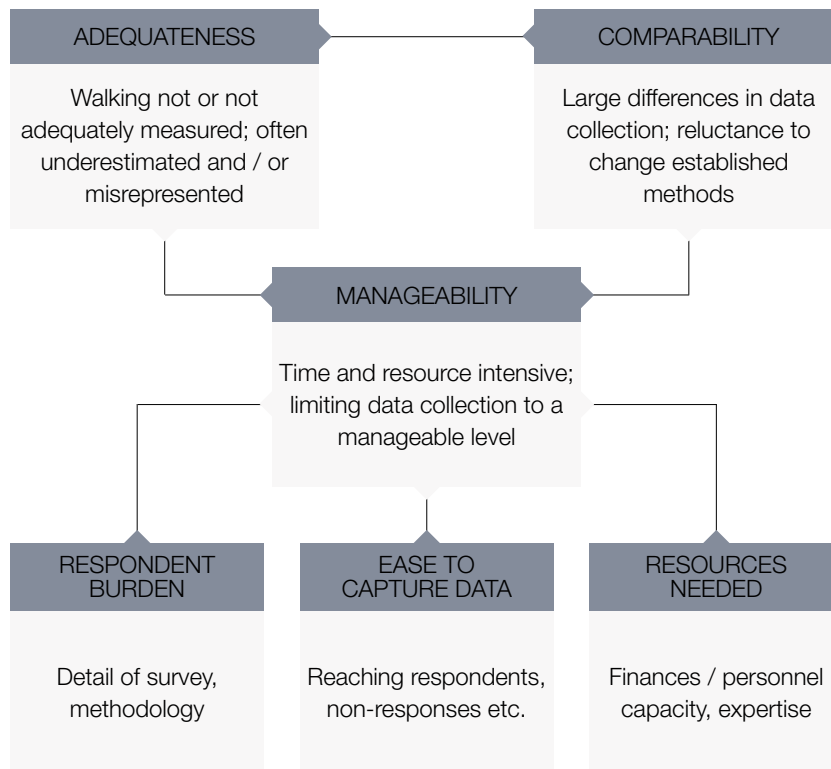 ADEQUATENESS
Walking not or not
adequately measured; often
underestimated and / or
misrepresented
COMPARABILITY
Large differences in data
collection; reluctance to
change established
methods
MANAGEABILITY
Time and resource intensive;
limiting data collection to a
manageable level
RESPONDENT
BURDEN
Detail of survey,
methodology
EASE TO
CAPTURE DATA
Reaching respondents,
non-responses etc.
RESOURCES
NEEDED
Finances / personnel
capacity, expertise